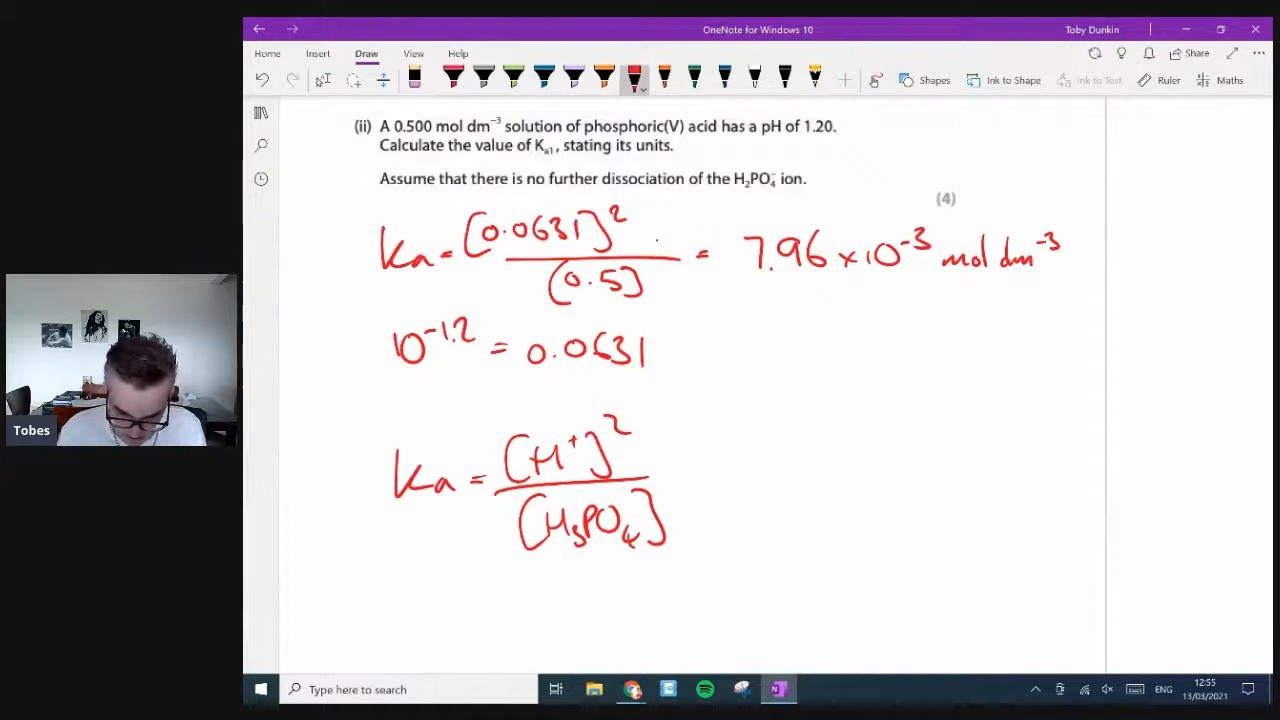 OneNote for Windows 10
Toby Dunkin
Home Insert Draw View Help
Share
Shapes Ink to Shape Ink to Text Ruler Maths
(ii) A 0.500 mol dm⁻³ solution of phosphoric(V) acid has a pH of 1.20.
Calculate the value of Kₐ₁, stating its units.
Assume that there is no further dissociation of the H₂PO₄⁻ ion.
(4)
Ka = [0.0631]² / [0.5] = 7.96 × 10⁻³ mol dm⁻³
10⁻¹·² = 0.0631
Ka = [H⁺]² / [H₃PO₄]
Tobes
Type here to search
ENG
12:55
13/03/2021